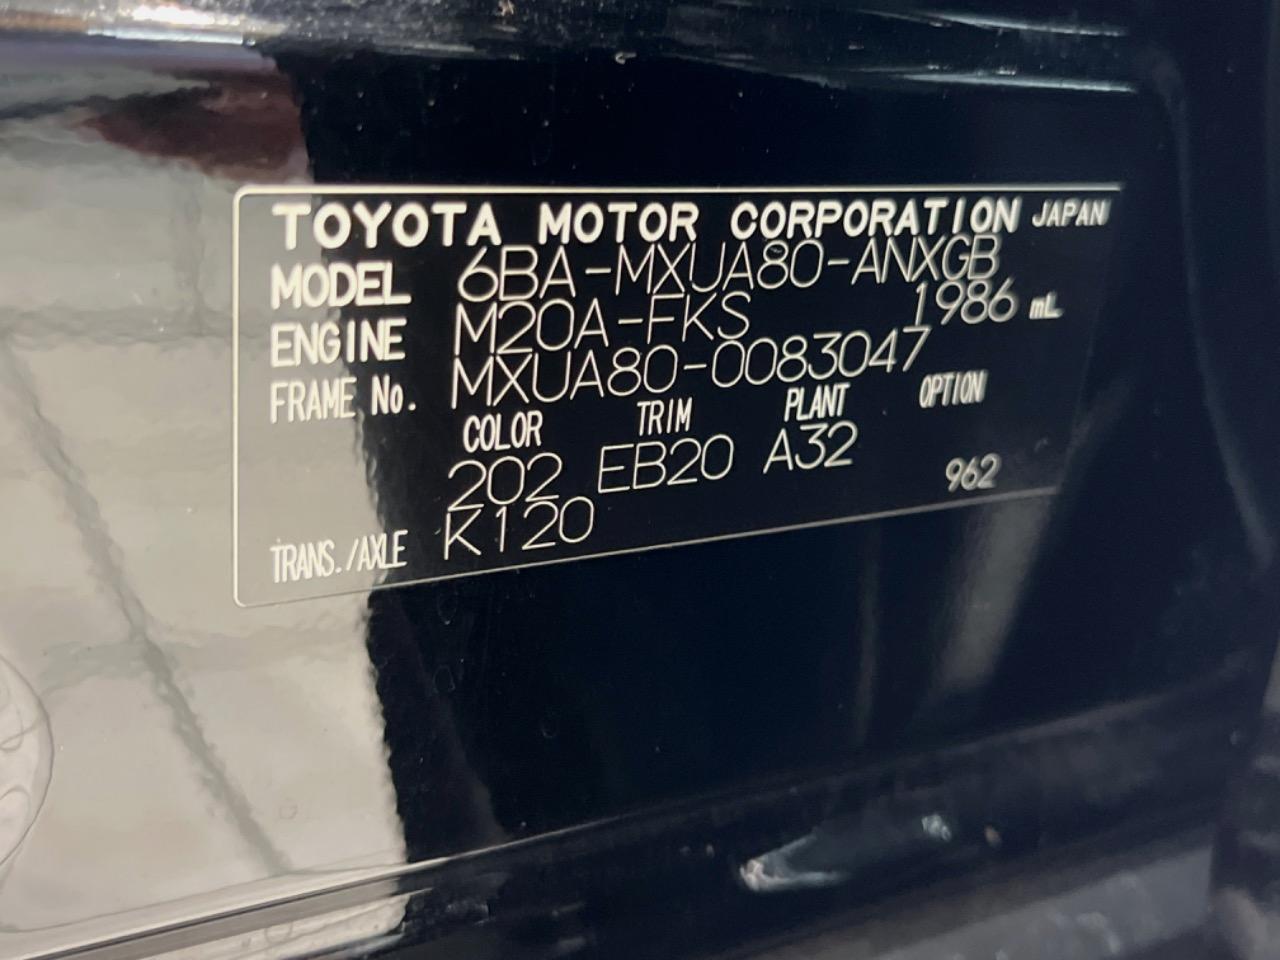 TOYOTA MOTOR CORPORATION JAPAN
MODEL 6BA-MXUA80-ANXGB
ENGINE M20A-FKS 1986 mL
FRAME No. MXUA80-0083047
COLOR TRIM PLANT OPTION
202 EB20 A32 962
TRANS./AXLE K120